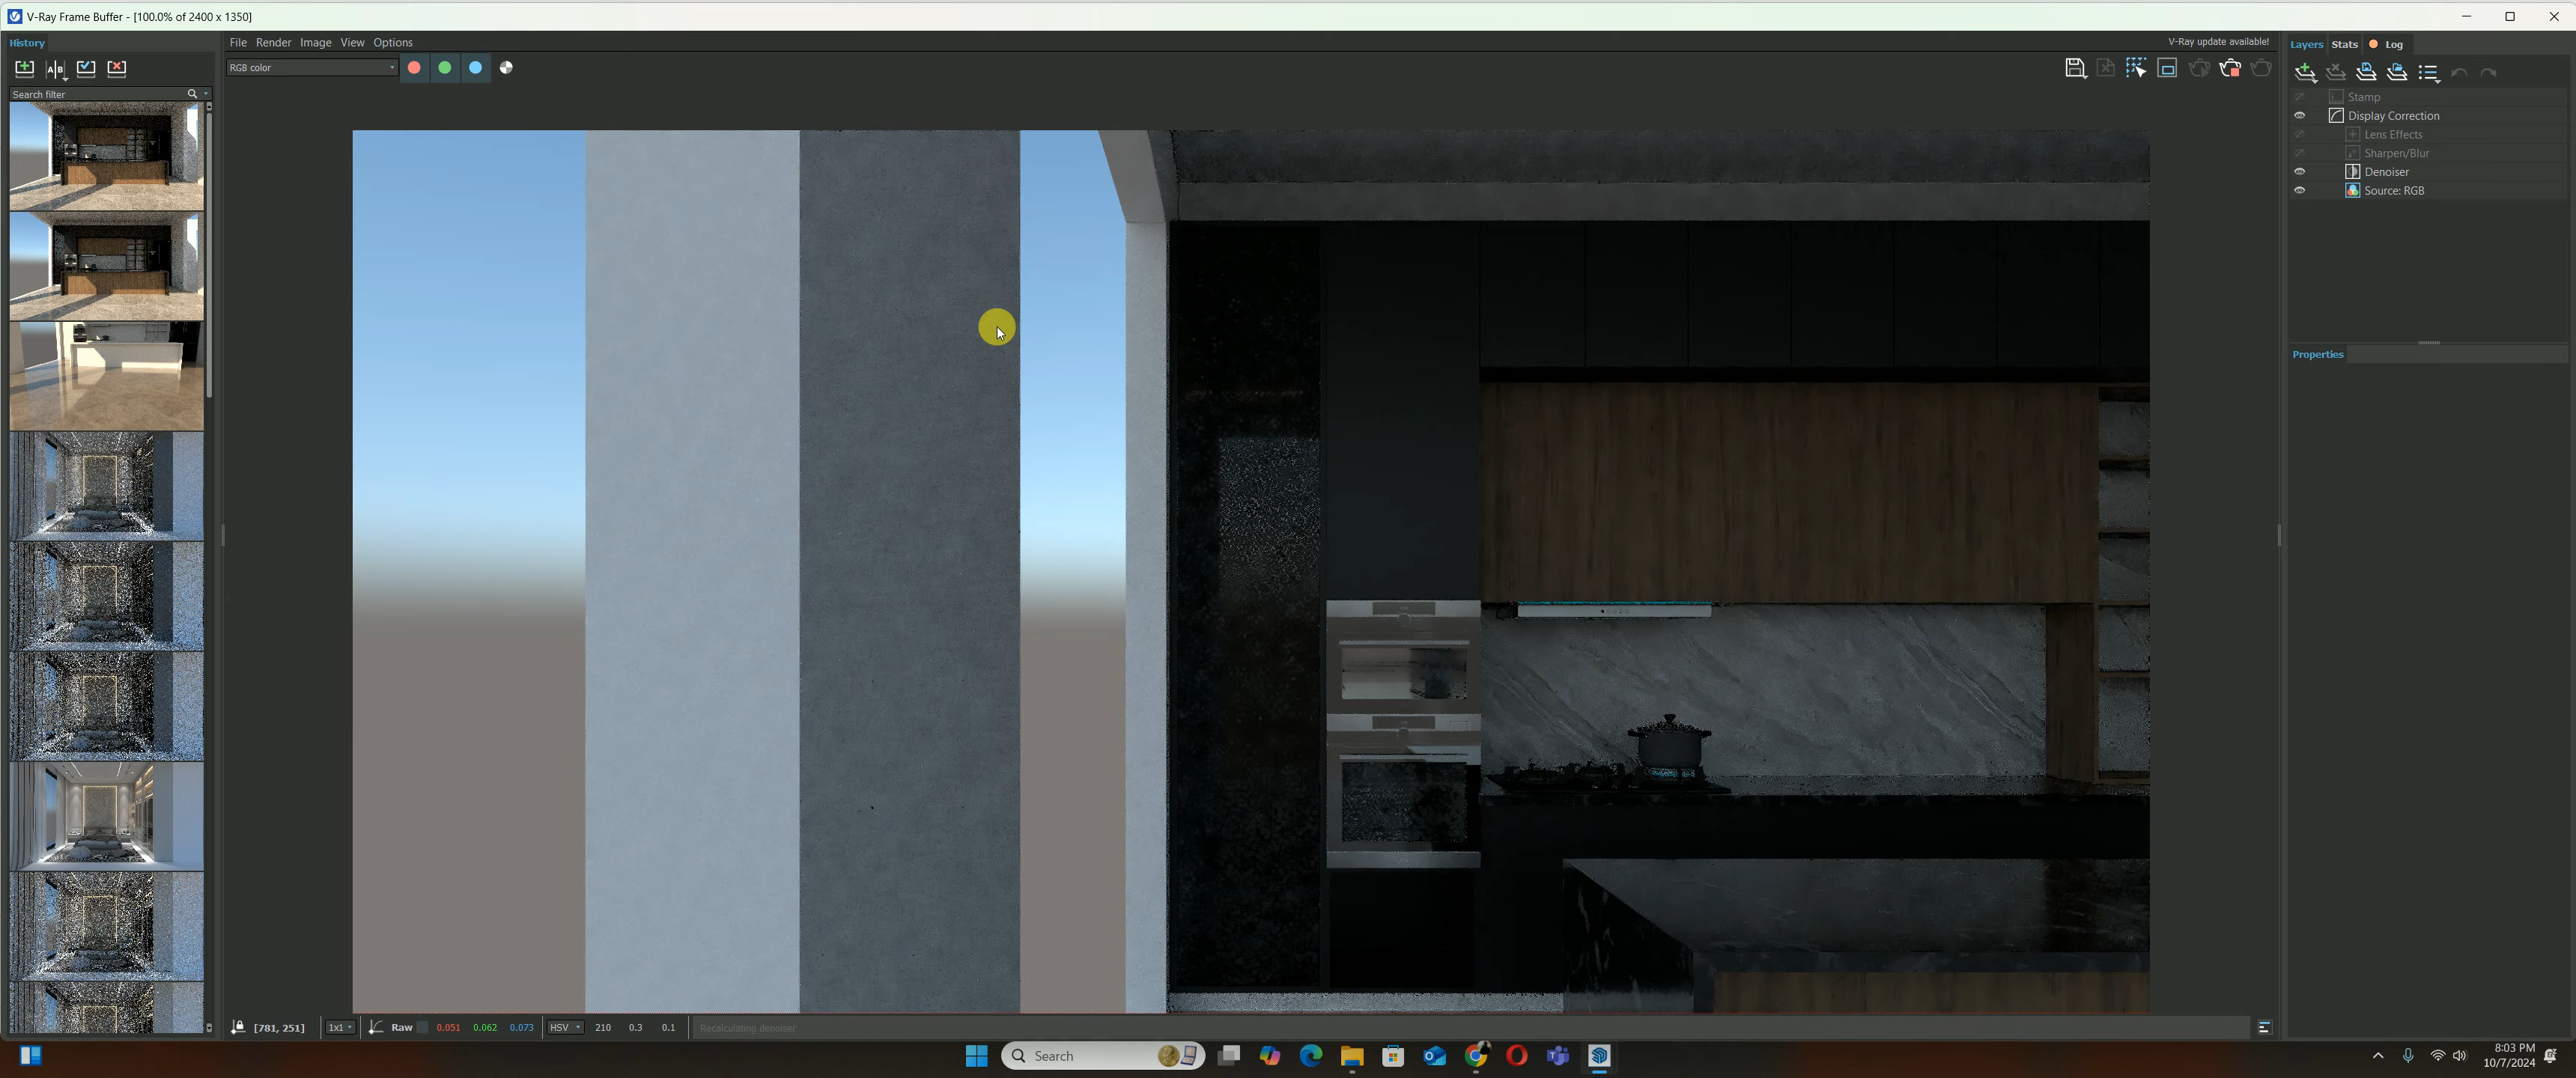 V-Ray Frame Buffer - [100.0% of 2400 x 1350]
History
File Render Image View Options
V-Ray update available!
Layers Stats Log
RGB color
Search filter
Stamp
Display Correction
Lens Effects
Sharpen/Blur
Denoiser
Source: RGB
Properties
[781, 251]
1x1
Raw 0.051 0.062 0.073
HSV 210 0.3 0.1
Recalculating denoiser
Search
8:03 PM
10/7/2024